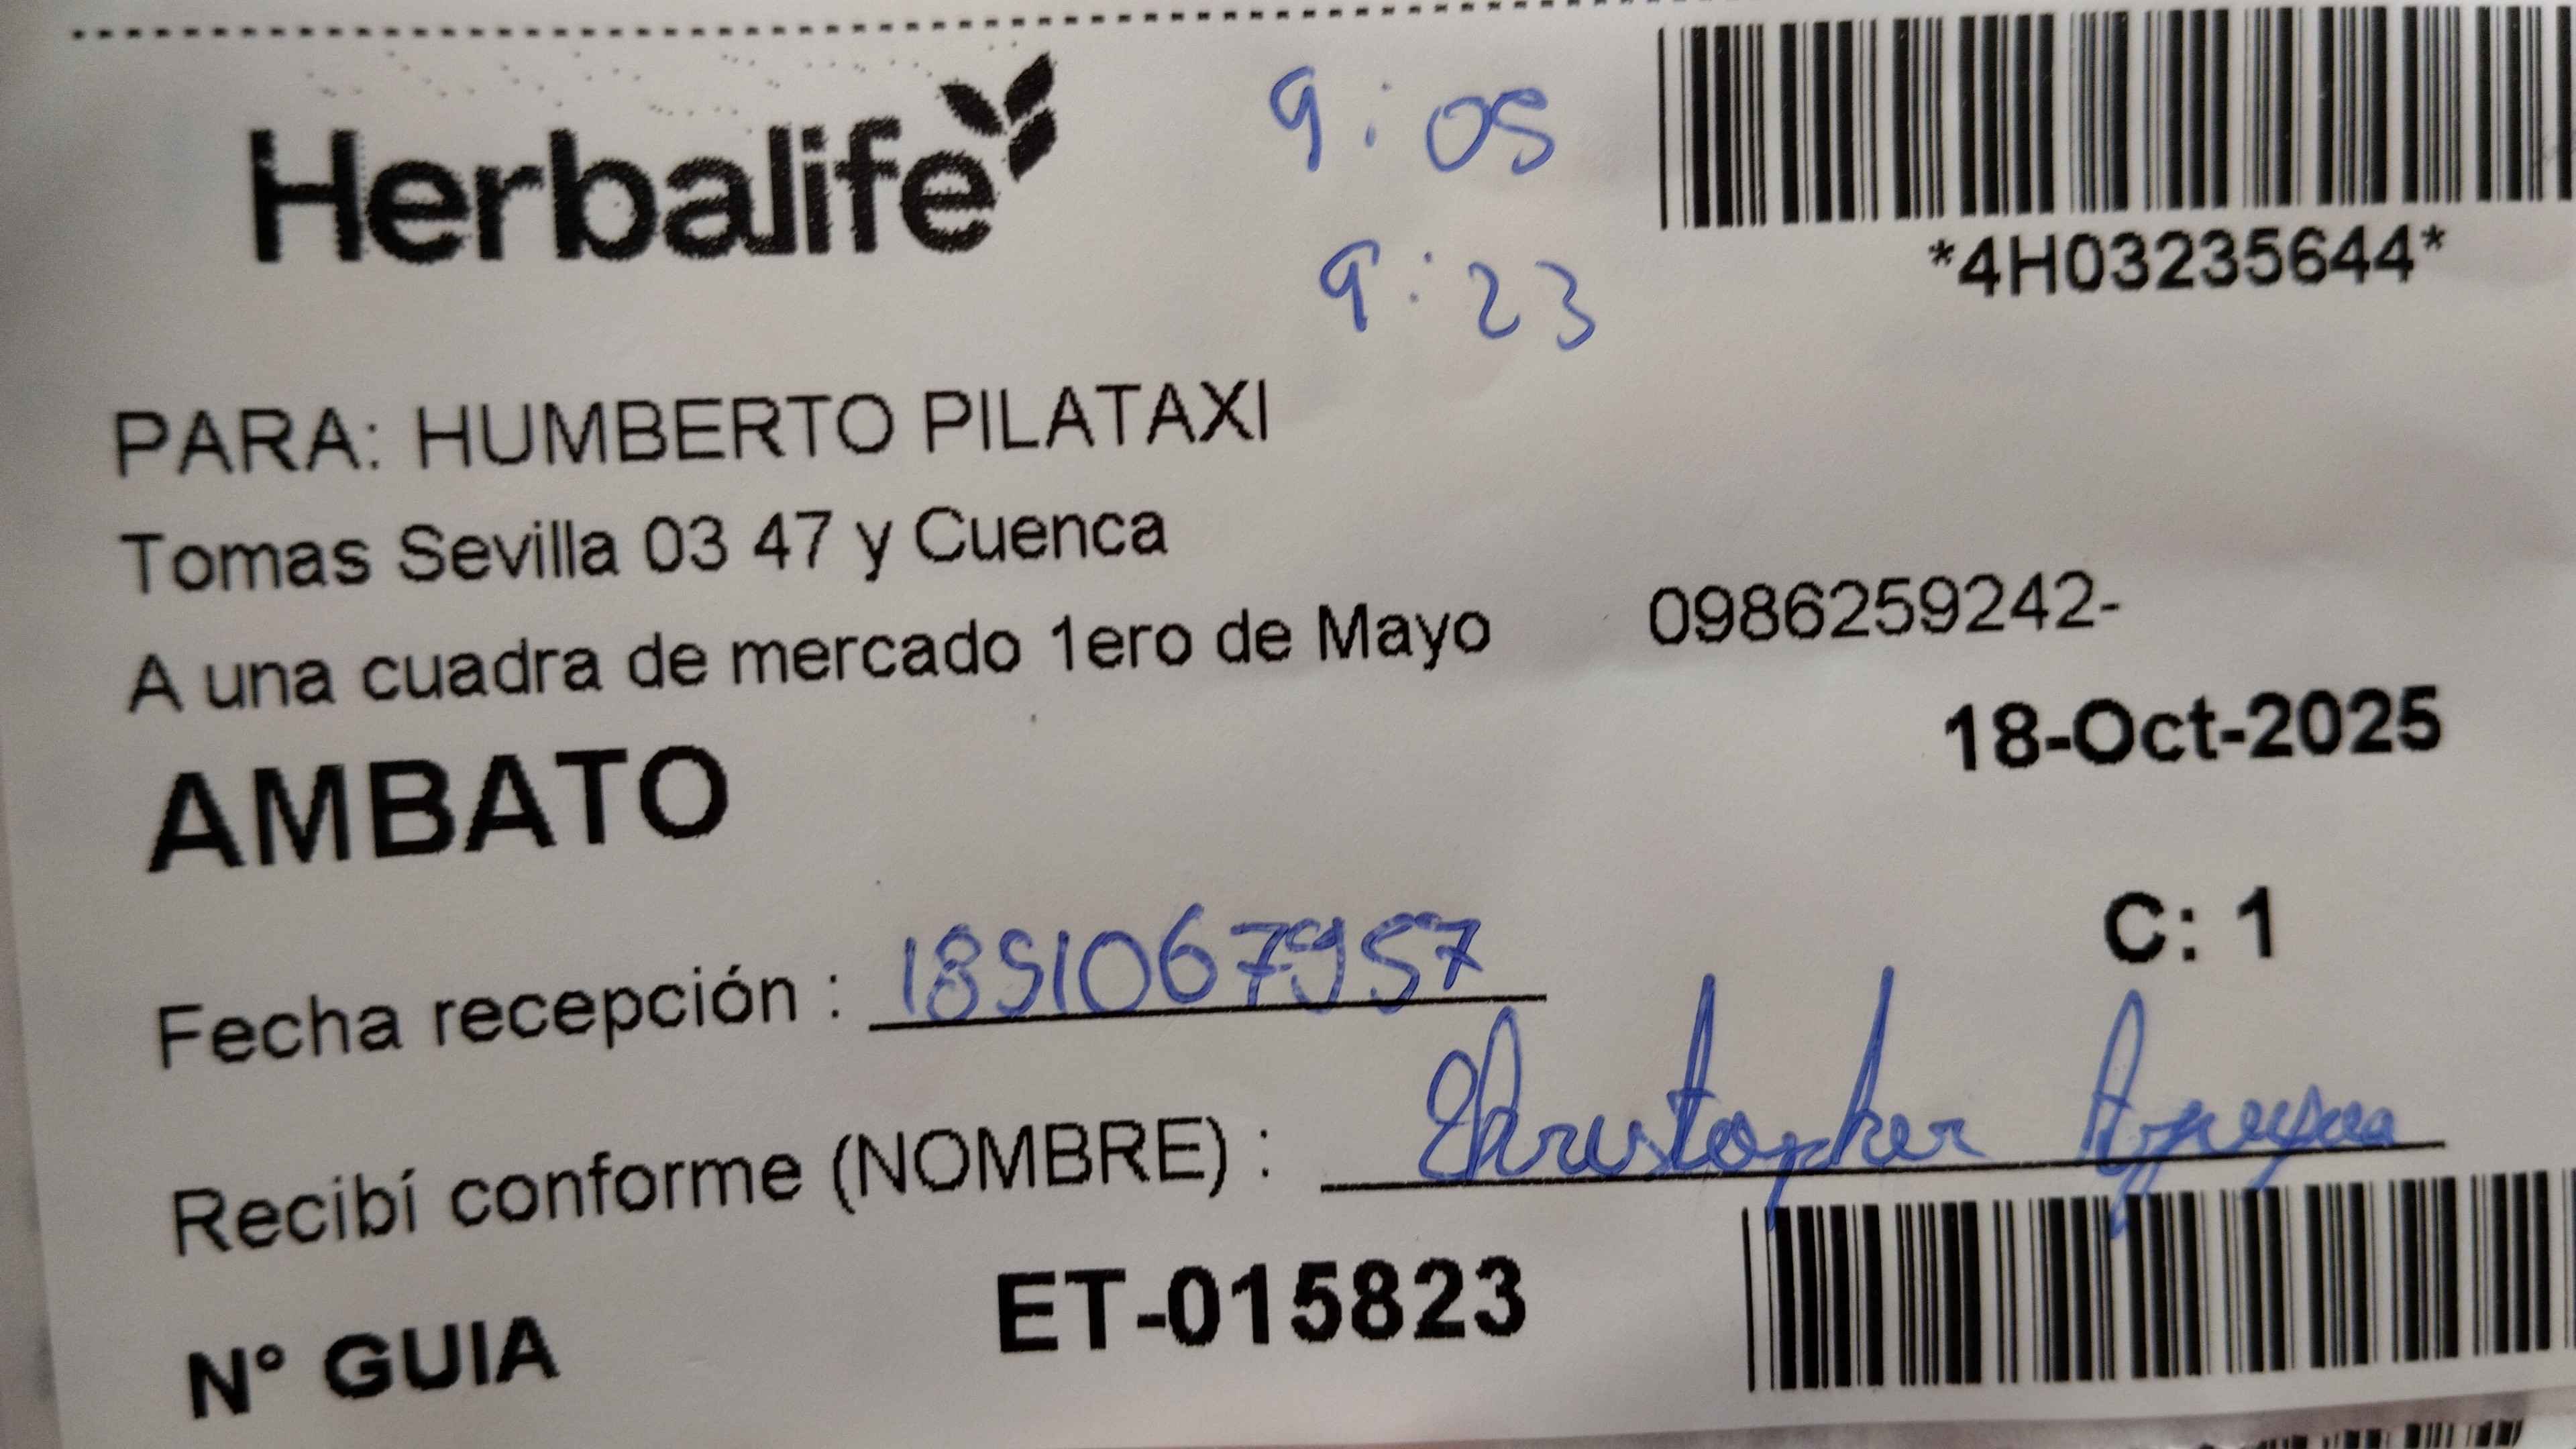 Herbalife
9:05
9:23
*4H03235644*
PARA: HUMBERTO PILATAXI
Tomas Sevilla 03 47 y Cuenca
A una cuadra de mercado 1ero de Mayo 0986259242-
AMBATO 18-Oct-2025
C: 1
Fecha recepción : 1851067957
Recibí conforme (NOMBRE) : Christopher
N° GUIA ET-015823